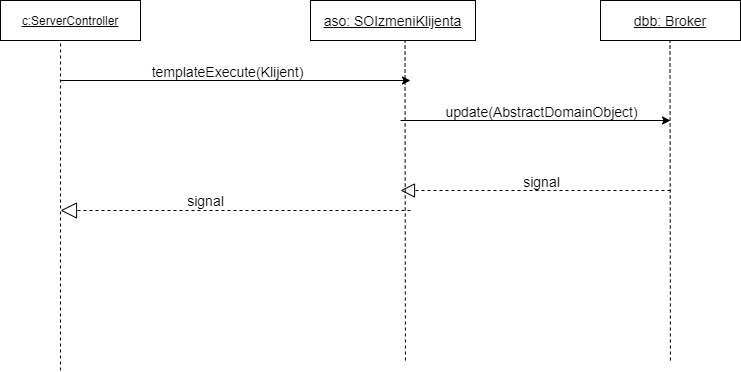 c:ServerController
aso: SOIzmeniKlijenta
dbb: Broker
templateExecute(Klijent)
update(AbstractDomainObject)
signal
signal